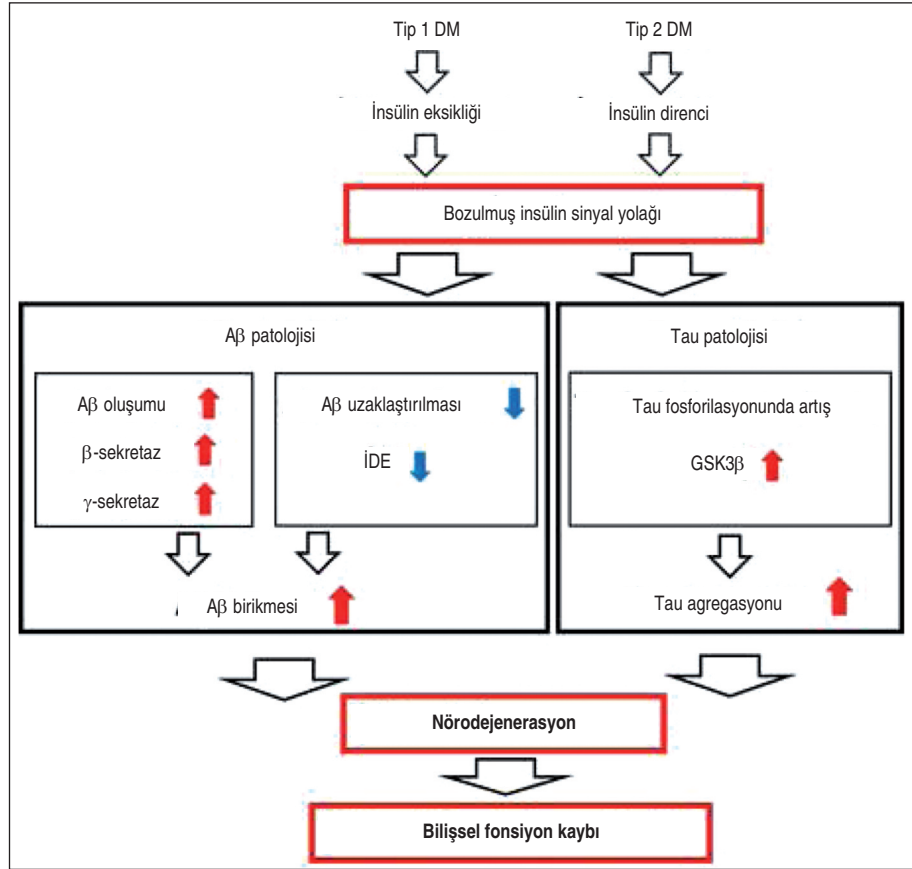 Tip 1 DM
Tip 2 DM
İnsülin eksikliği
İnsülin direnci
Bozulmuş insülin sinyal yolağı
Aβ patolojisi
Aβ oluşumu
β-sekretaz
γ-sekretaz
Aβ uzaklaştırılması
İDE
Aβ birikmesi
Tau patolojisi
Tau fosforilasyonunda artış
GSK3β
Tau agregasyonu
Nörodejenerasyon
Bilişsel fonsiyon kaybı